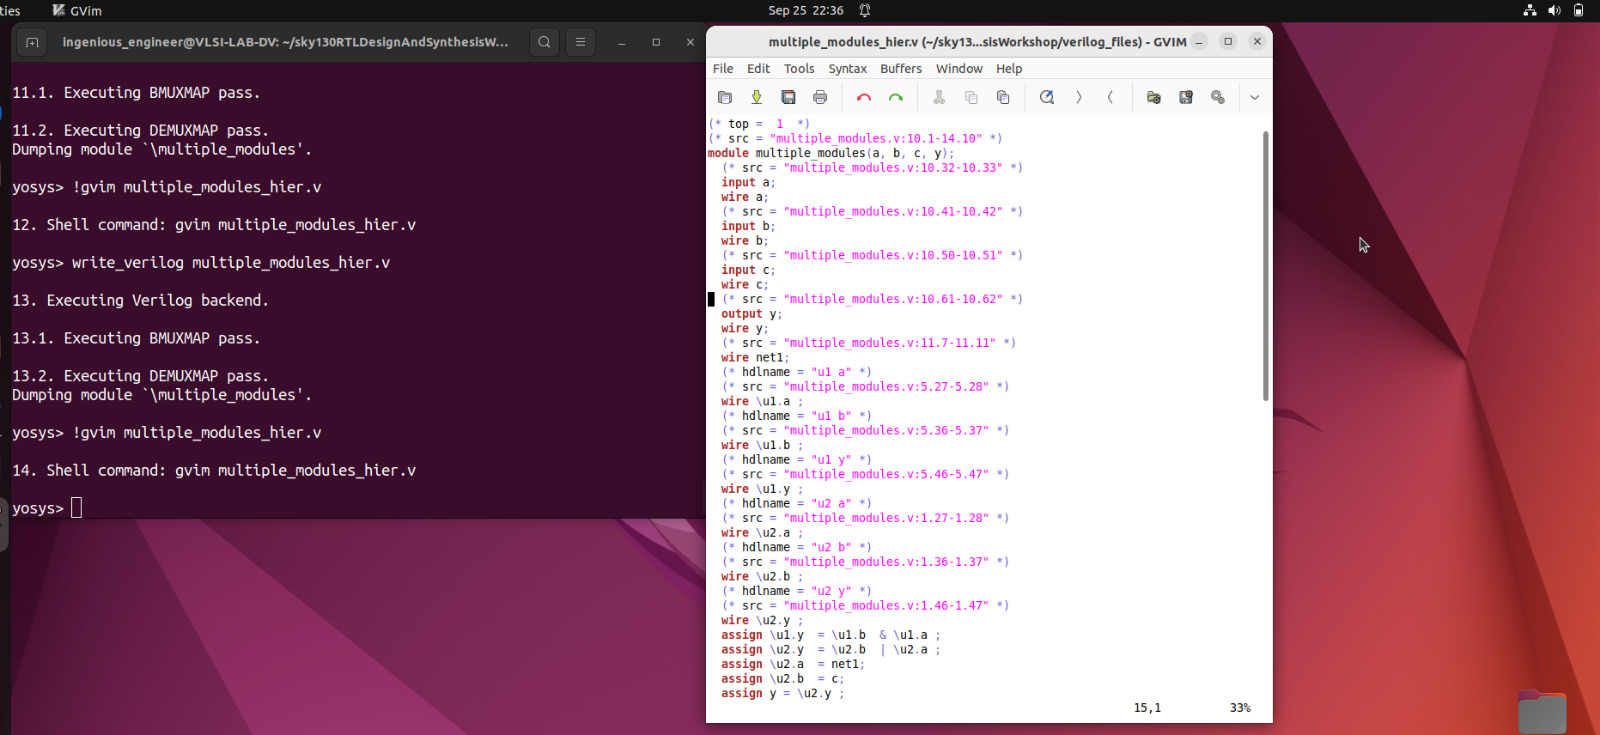 ties GVim Sep 25 22:36
ingenious_engineer@VLSI-LAB-DV: ~/sky130RTLDesignAndSynthesisW...
11.1. Executing BMUXMAP pass.
11.2. Executing DEMUXMAP pass.
Dumping module `\multiple_modules'.
yosys> !gvim multiple_modules_hier.v
12. Shell command: gvim multiple_modules_hier.v
yosys> write_verilog multiple_modules_hier.v
13. Executing Verilog backend.
13.1. Executing BMUXMAP pass.
13.2. Executing DEMUXMAP pass.
Dumping module `\multiple_modules'.
yosys> !gvim multiple_modules_hier.v
14. Shell command: gvim multiple_modules_hier.v
yosys>
multiple_modules_hier.v (~/sky13...sisWorkshop/verilog_files) - GVIM
File Edit Tools Syntax Buffers Window Help
(* top =  1  *)
(* src = "multiple_modules.v:10.1-14.10" *)
module multiple_modules(a, b, c, y);
  (* src = "multiple_modules.v:10.32-10.33" *)
  input a;
  wire a;
  (* src = "multiple_modules.v:10.41-10.42" *)
  input b;
  wire b;
  (* src = "multiple_modules.v:10.50-10.51" *)
  input c;
  wire c;
  (* src = "multiple_modules.v:10.61-10.62" *)
  output y;
  wire y;
  (* src = "multiple_modules.v:11.7-11.11" *)
  wire net1;
  (* hdlname = "u1 a" *)
  (* src = "multiple_modules.v:5.27-5.28" *)
  wire \u1.a ;
  (* hdlname = "u1 b" *)
  (* src = "multiple_modules.v:5.36-5.37" *)
  wire \u1.b ;
  (* hdlname = "u1 y" *)
  (* src = "multiple_modules.v:5.46-5.47" *)
  wire \u1.y ;
  (* hdlname = "u2 a" *)
  (* src = "multiple_modules.v:1.27-1.28" *)
  wire \u2.a ;
  (* hdlname = "u2 b" *)
  (* src = "multiple_modules.v:1.36-1.37" *)
  wire \u2.b ;
  (* hdlname = "u2 y" *)
  (* src = "multiple_modules.v:1.46-1.47" *)
  wire \u2.y ;
  assign \u1.y  = \u1.b  & \u1.a ;
  assign \u2.y  = \u2.b  | \u2.a ;
  assign \u2.a  = net1;
  assign \u2.b  = c;
  assign y = \u2.y ;
15,1 33%